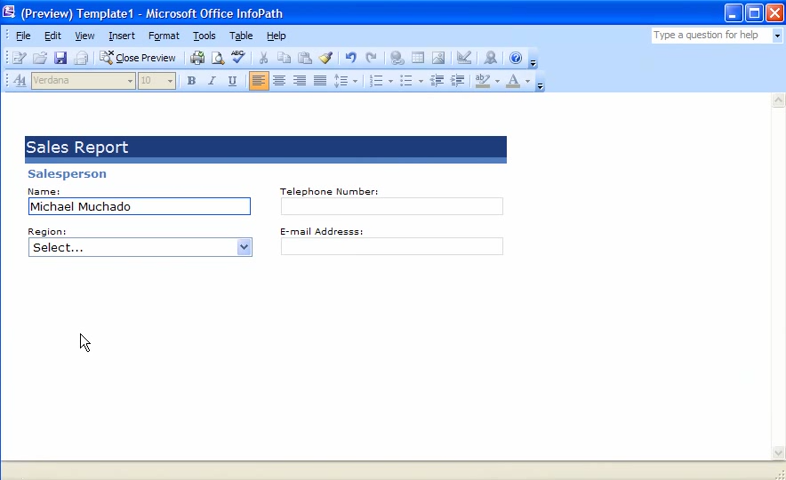 (Preview) Template1 - Microsoft Office InfoPath
File Edit View Insert Format Tools Table Help Type a question for help
Close Preview
Verdana 10 B I U
Sales Report
Salesperson
Name: Telephone Number:
Michael Muchado
Region: E-mail Addresss:
Select...